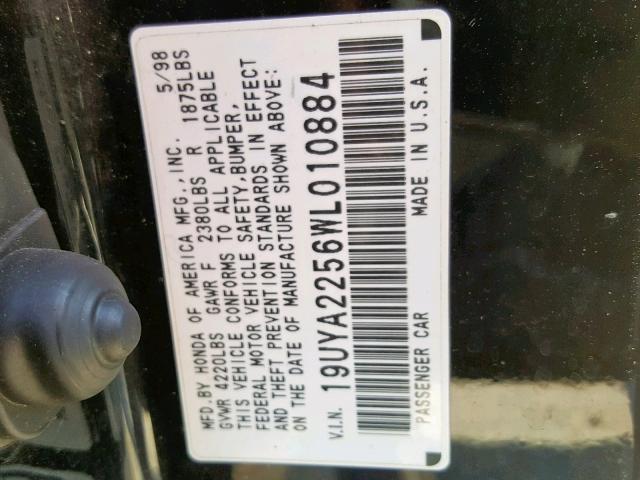 MFD.BY HONDA OF AMERICA MFG.,INC. 5/98
GVWR 4220LBS GAWR F 2380LBS R 1875LBS
THIS VEHICLE CONFORMS TO ALL APPLICABLE
FEDERAL MOTOR VEHICLE SAFETY,BUMPER,
AND THEFT PREVENTION STANDARDS IN EFFECT
ON THE DATE OF MANUFACTURE SHOWN ABOVE:
V.I.N. 19UYA2256WL010884
PASSENGER CAR MADE IN U.S.A.